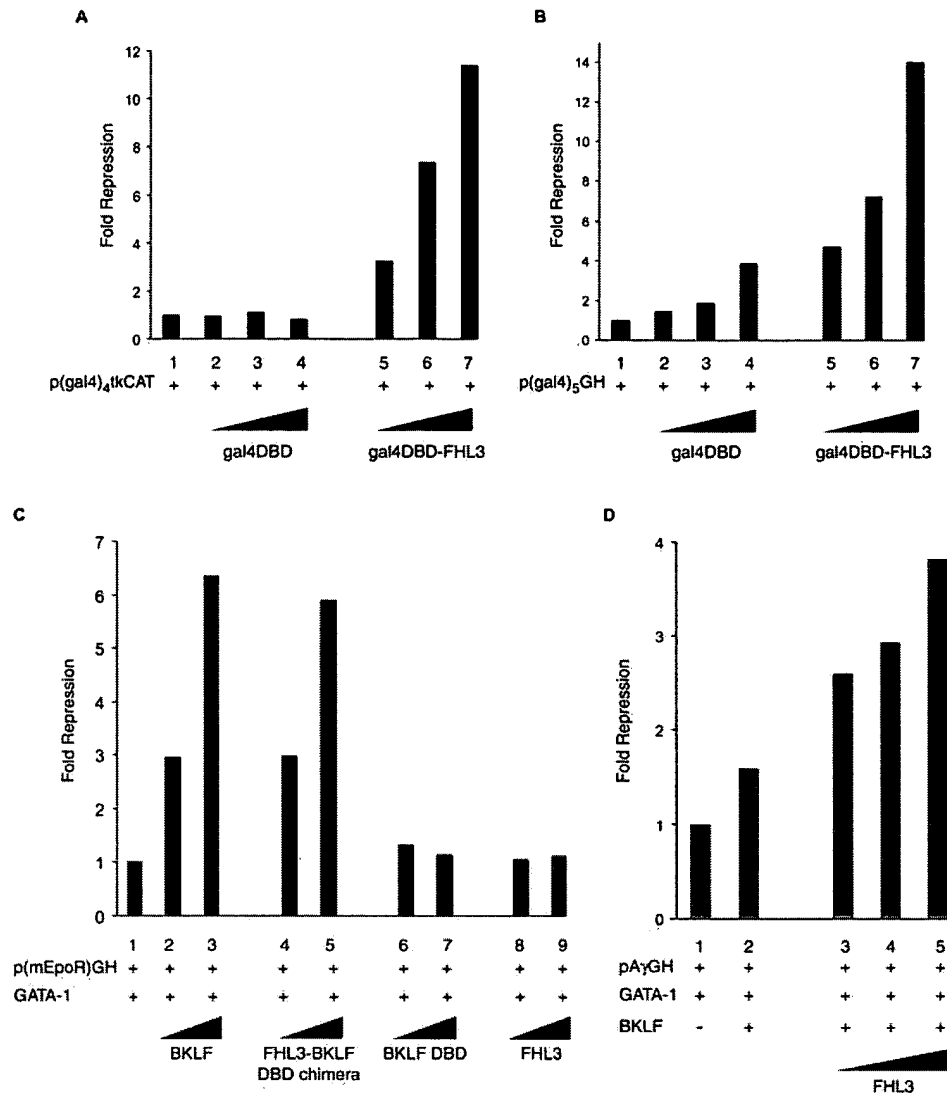 A
12
10
8
6
4
2
0
Fold Repression
1 2 3 4 5 6 7
p(gal4)₄tkCAT + + + + + + +
gal4DBD gal4DBD-FHL3
B
14
12
10
8
6
4
2
.0
Fold Repression
1 2 3 4 5 6 7
p(gal4)₅GH + + + + + + +
gal4DBD gal4DBD-FHL3
C
7
6
5
4
3
2
1
0
Fold Repression
1 2 3 4 5 6 7 8 9
p(mEpoR)GH + + + + + + + + +
GATA-1 + + + + + + + + +
BKLF FHL3-BKLF BKLF DBD FHL3
DBD chimera
D
4
3
2
1
0
Fold Repression
1 2 3 4 5
pAγGH + + + + +
GATA-1 + + + + +
BKLF - + + + +
FHL3